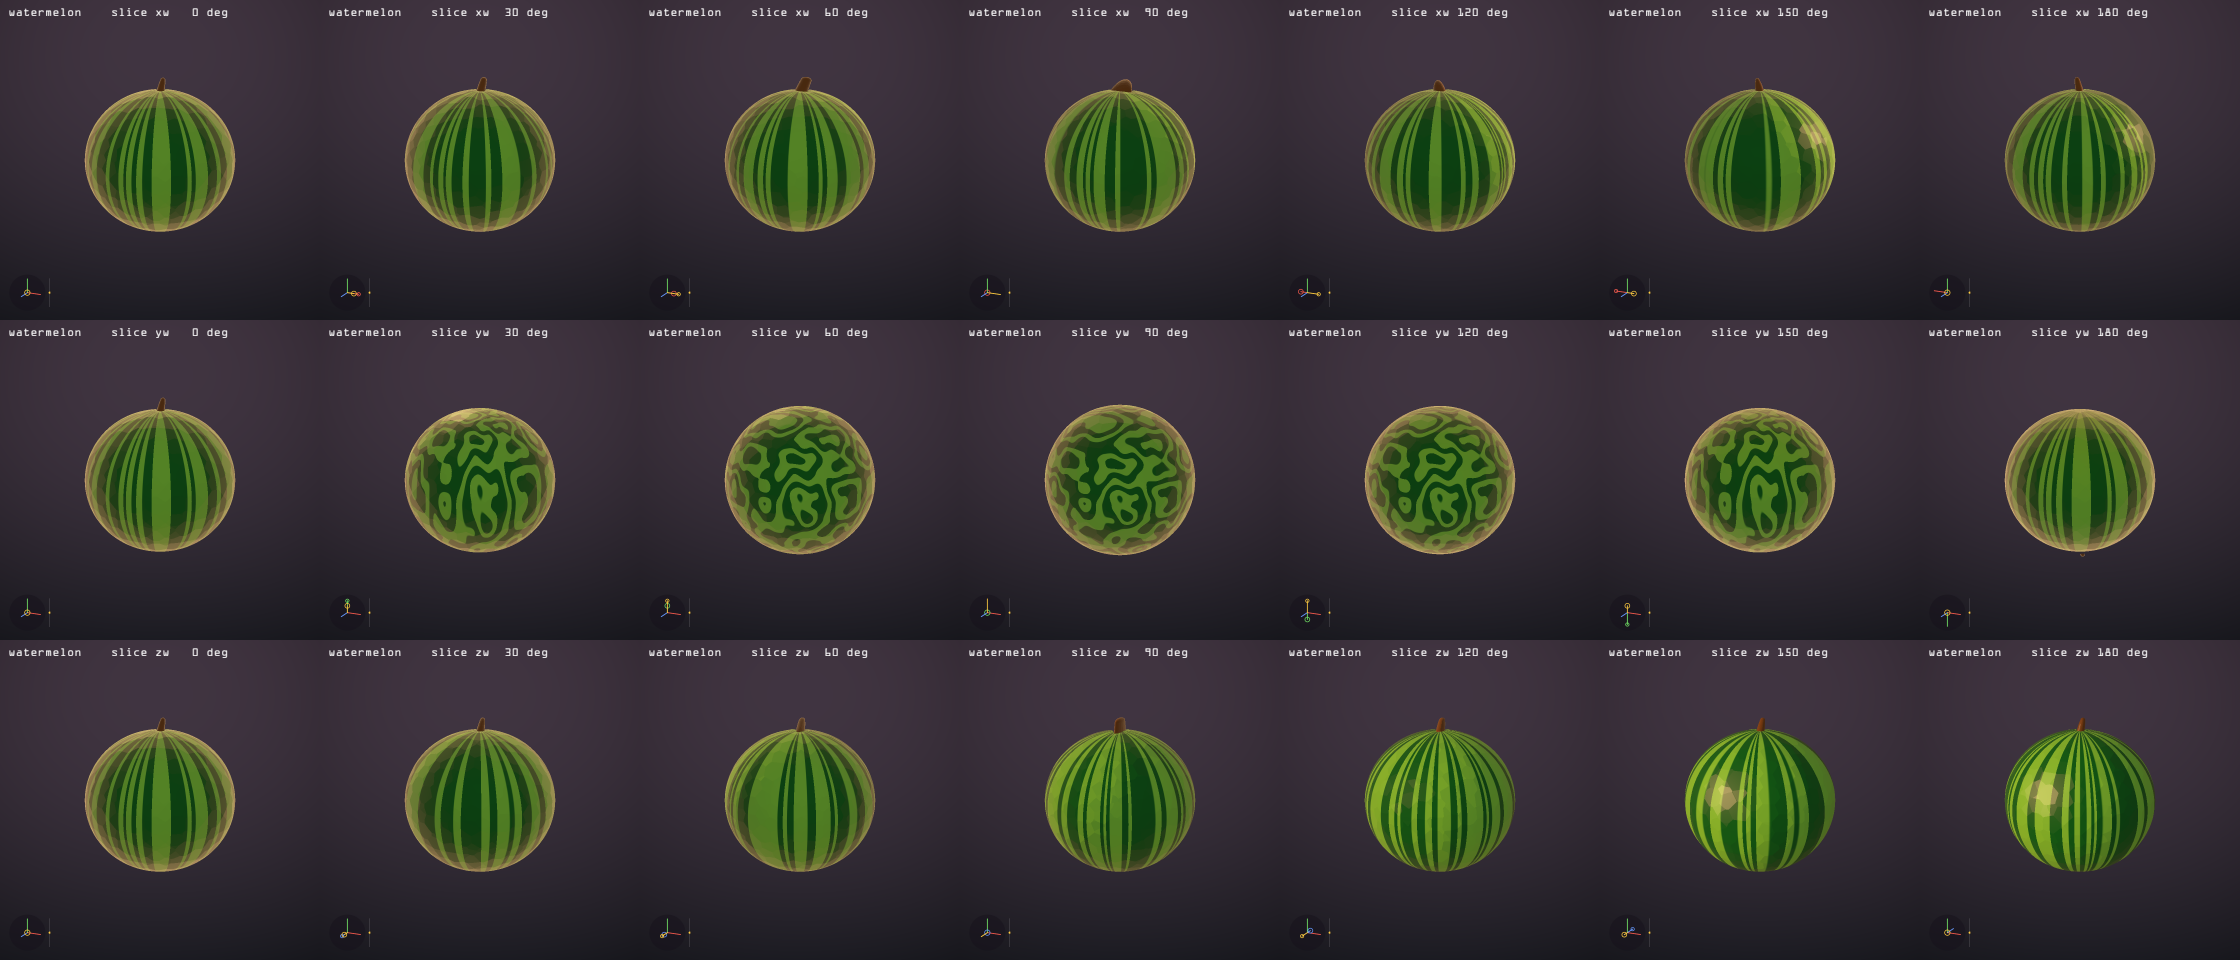 watermelon slice xw 0 deg
watermelon slice xw 30 deg
watermelon slice xw 60 deg
watermelon slice xw 90 deg
watermelon slice xw 120 deg
watermelon slice xw 150 deg
watermelon slice xw 180 deg
watermelon slice yw 0 deg
watermelon slice yw 30 deg
watermelon slice yw 60 deg
watermelon slice yw 90 deg
watermelon slice yw 120 deg
watermelon slice yw 150 deg
watermelon slice yw 180 deg
watermelon slice zw 0 deg
watermelon slice zw 30 deg
watermelon slice zw 60 deg
watermelon slice zw 90 deg
watermelon slice zw 120 deg
watermelon slice zw 150 deg
watermelon slice zw 180 deg